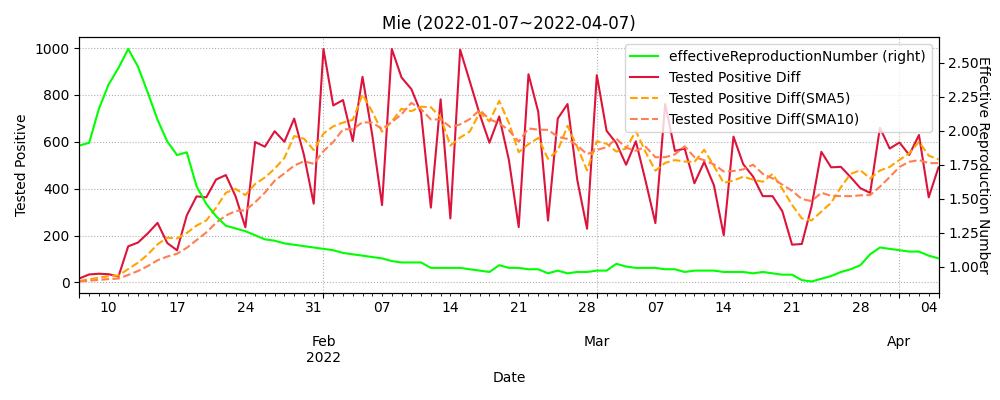 Mie (2022-01-07~2022-04-07)
effectiveReproductionNumber (right)
Tested Positive Diff
Tested Positive Diff(SMA5)
Tested Positive Diff(SMA10)
Tested Positive
1000
800
600
400
200
0
2.50
2.25
2.00
1.75
1.50
1.25
1.00
Effective Reproduction Number
10 17 24 31 07 14 21 28 07 14 21 28 04
Feb Mar Apr
2022
Date